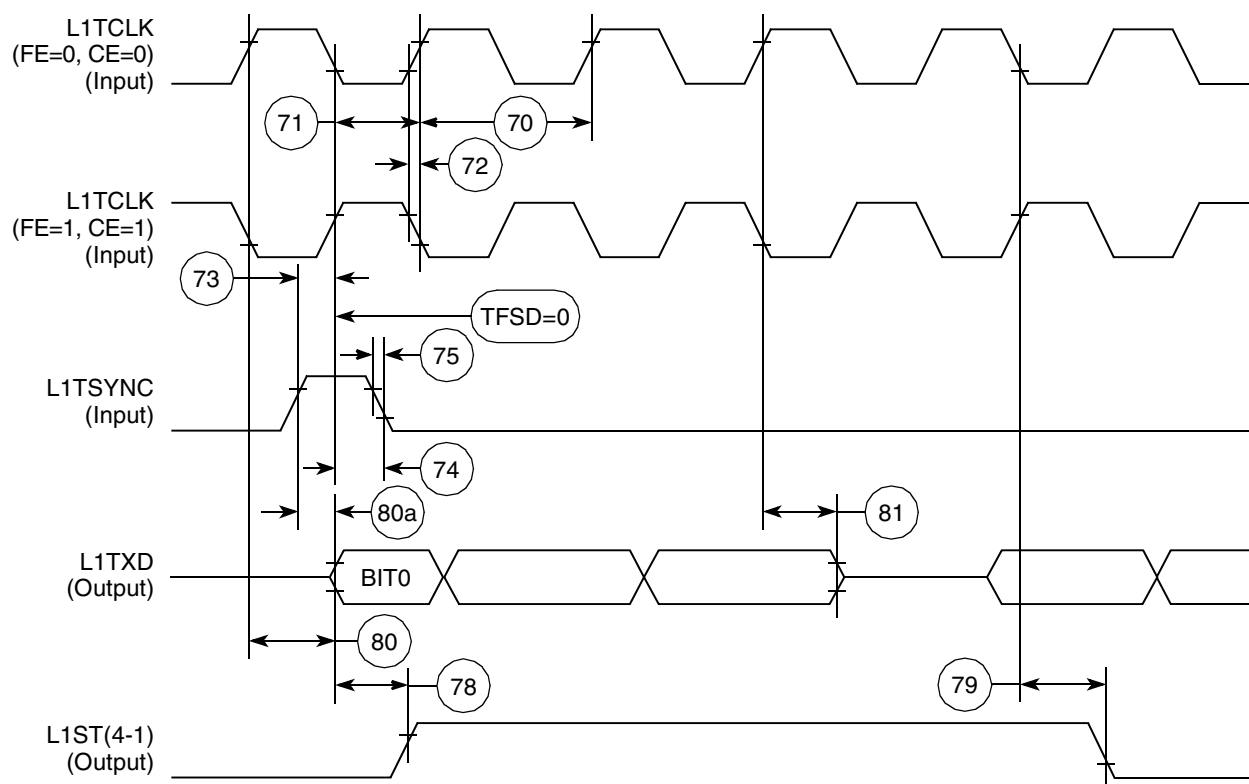 L1TCLK
(FE=0, CE=0)
(Input)
71
70
72
L1TCLK
(FE=1, CE=1)
(Input)
73
TFSD=0
75
L1TSYNC
(Input)
74
80a
81
L1TXD
(Output)
BIT0
80
78
79
L1ST(4-1)
(Output)